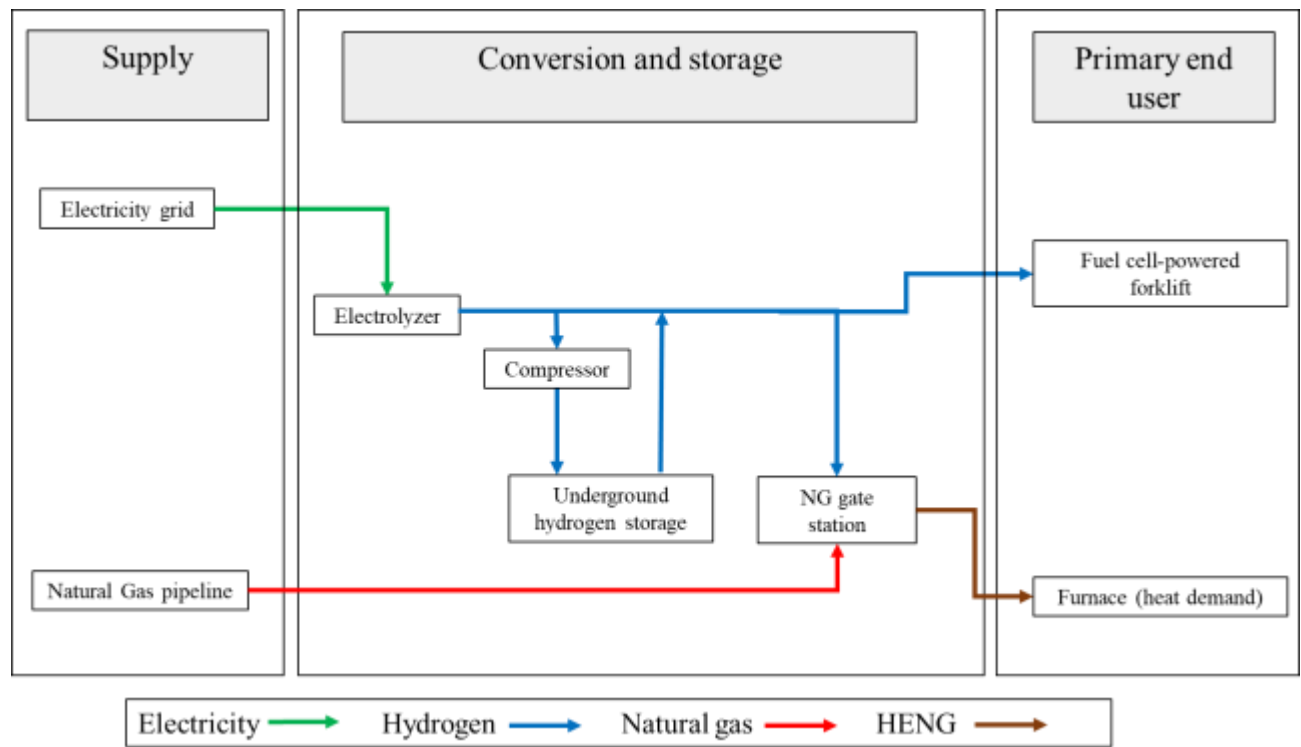 Supply
Conversion and storage
Primary end
user
Electricity grid
Fuel cell-powered
forklift
Electrolyzer
Compressor
Underground
hydrogen storage
NG gate
station
Natural Gas pipeline
Furnace (heat demand)
Electricity
Hydrogen
Natural gas
HENG